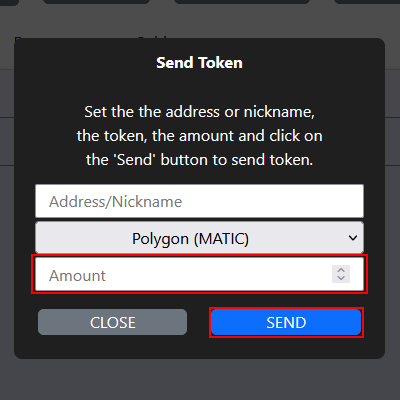 Send Token
Set the the address or nickname,
the token, the amount and click on
the 'Send' button to send token.
Address/Nickname
Polygon (MATIC)
Amount
CLOSE
SEND